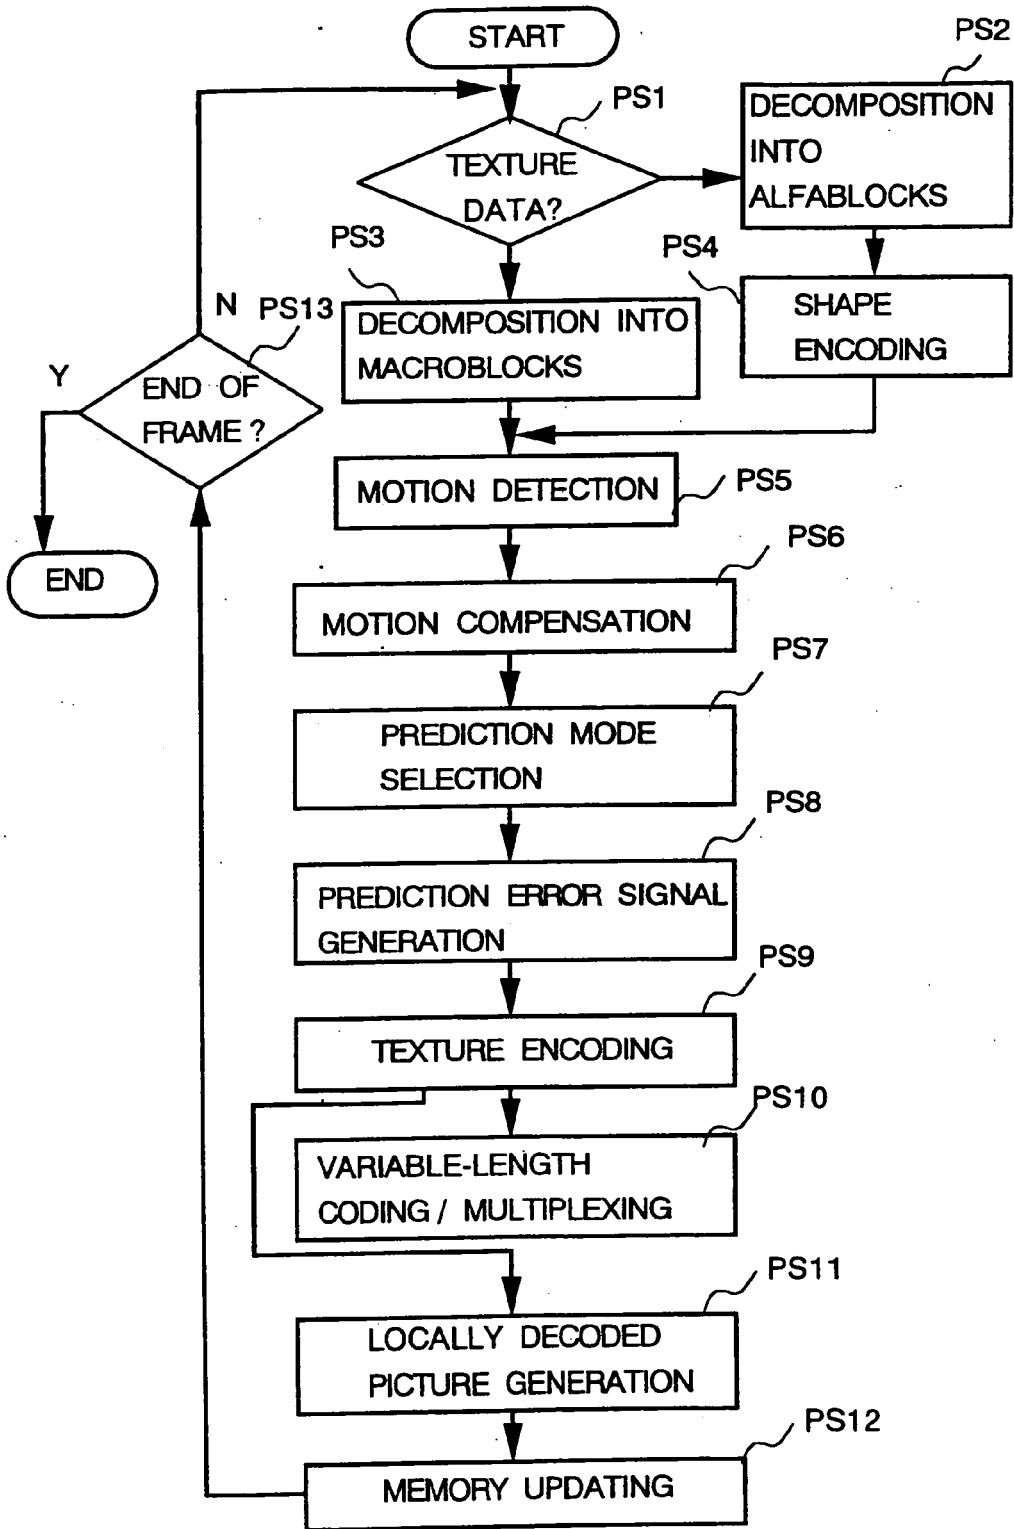 START
PS2
PS1
DECOMPOSITION
INTO
ALFABLOCKS
TEXTURE
DATA?
PS3
PS4
SHAPE
ENCODING
N
PS13
DECOMPOSITION INTO
MACROBLOCKS
Y
END OF
FRAME?
MOTION DETECTION
PS5
END
PS6
MOTION COMPENSATION
PS7
PREDICTION MODE
SELECTION
PS8
PREDICTION ERROR SIGNAL
GENERATION
PS9
TEXTURE ENCODING
PS10
VARIABLE-LENGTH
CODING / MULTIPLEXING
PS11
LOCALLY DECODED
PICTURE GENERATION
PS12
MEMORY UPDATING